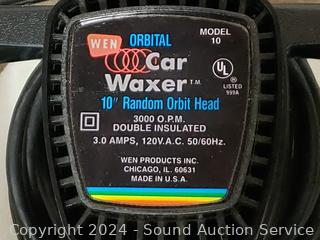 WEN
ORBITAL
MODEL
10
Car
Waxer T.M.
UL
LISTED
999A
10" Random Orbit Head
3000 O.P.M.
DOUBLE INSULATED
3.0 AMPS, 120V.A.C. 50/60Hz.
WEN PRODUCTS INC.
CHICAGO, IL. 60631
MADE IN U.S.A.
Copyright © 2024 - Sound Auction Service